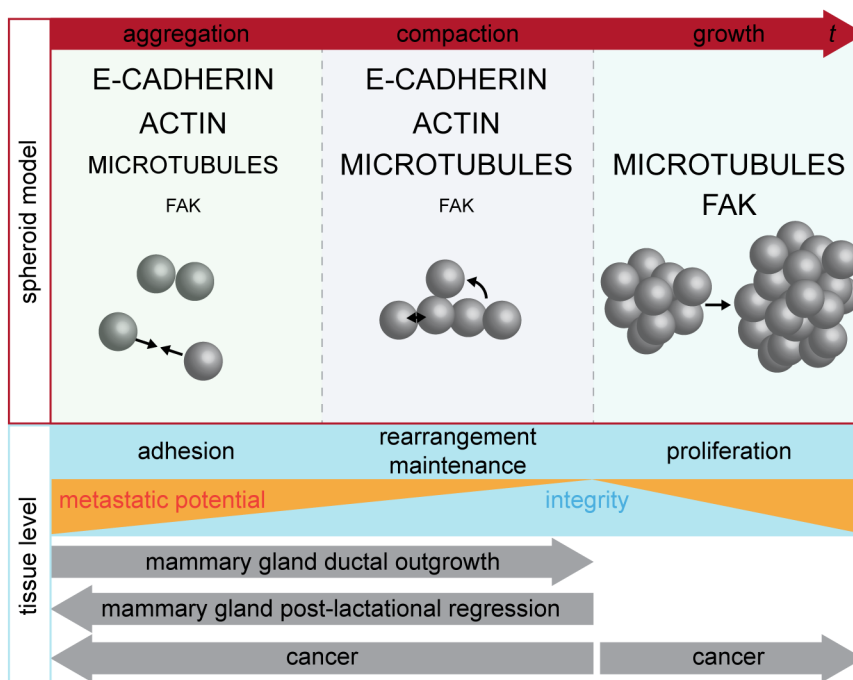 aggregation compaction growth t
spheroid model
E-CADHERIN E-CADHERIN
ACTIN ACTIN
MICROTUBULES MICROTUBULES MICROTUBULES
FAK FAK FAK
tissue level
adhesion rearrangement maintenance proliferation
metastatic potential integrity
mammary gland ductal outgrowth
mammary gland post-lactational regression
cancer cancer